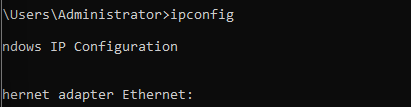 \Users\Administrator>ipconfig
ndows IP Configuration
hernet adapter Ethernet: